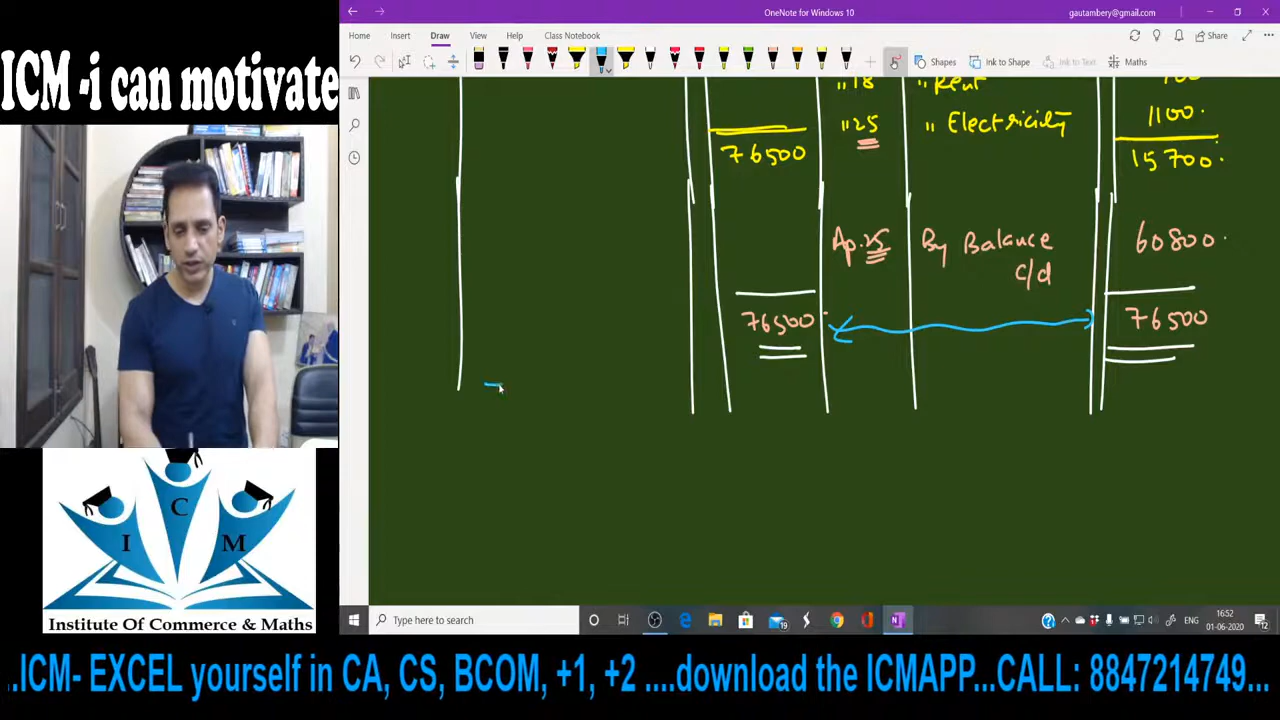 ICM -i can motivate
I
C
M
Institute Of Commerce & Maths
OneNote for Windows 10
gautambery@gmail.com
Home Insert Draw View Help Class Notebook
Share
Shapes Ink to Shape Ink to Text Maths
"18 " Rent
"25 " Electricity 1100.
76500 15700.
Ap.25 By Balance 60800.
c/d
76500 76500
Type here to search
19
ENG
16:52
01-06-2020
12
..ICM- EXCEL yourself in CA, CS, BCOM, +1, +2 ....download the ICMAPP...CALL: 8847214749...